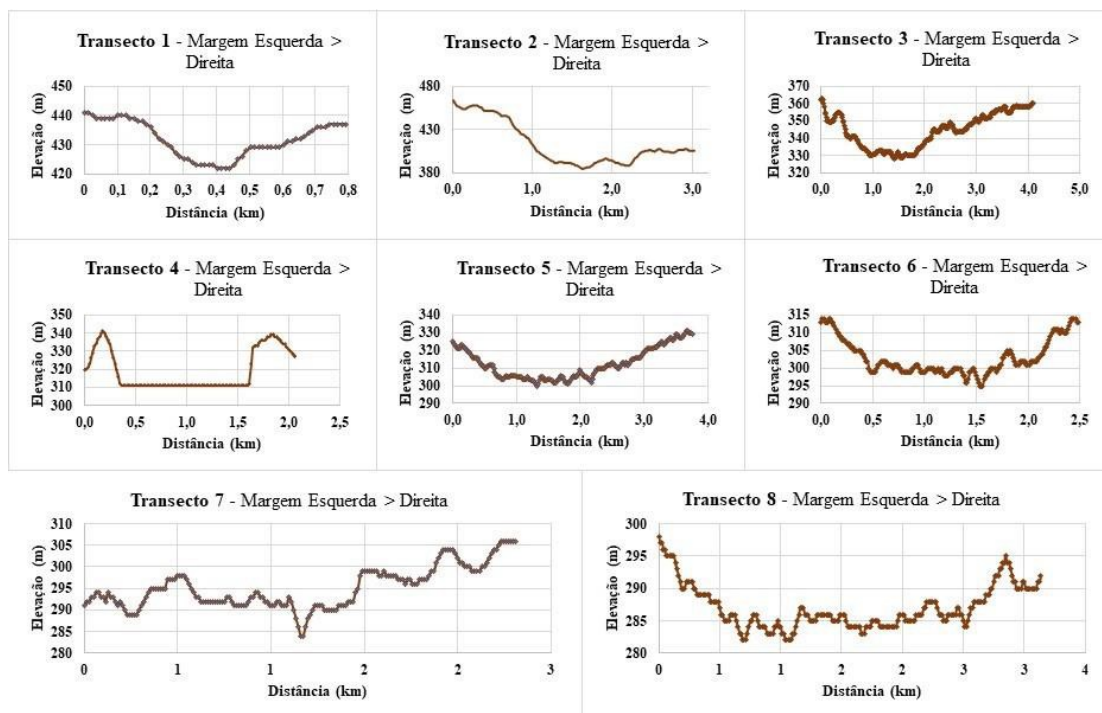 Transecto 1 - Margem Esquerda >
Direita
Elevação (m)
450
440
430
420
0 0,1 0,2 0,3 0,4 0,5 0,6 0,7 0,8
Distância (km)
Transecto 2 - Margem Esquerda >
Direita
Elevação (m)
480
430
380
0,0 1,0 2,0 3,0
Distância (km)
Transecto 3 - Margem Esquerda >
Direita
Elevação (m)
360
350
340
330
320
0,0 1,0 2,0 3,0 4,0 5,0
Distância (km)
Transecto 4 - Margem Esquerda >
Direita
Elevação (m)
350
340
330
320
310
300
0,0 0,5 1,0 1,5 2,0 2,5
Distância (km)
Transecto 5 - Margem Esquerda >
Direita
Elevação (m)
340
330
320
310
300
290
0,0 1,0 2,0 3,0 4,0
Distância (km)
Transecto 6 - Margem Esquerda >
Direita
Elevação (m)
315
310
305
300
295
290
0,0 0,5 1,0 1,5 2,0 2,5
Distância (km)
Transecto 7 - Margem Esquerda > Direita
Elevação (m)
310
305
300
295
290
285
280
0 1 1 2 2 3
Distância (km)
Transecto 8 - Margem Esquerda > Direita
Elevação (m)
300
295
290
285
280
0 1 1 2 2 3 3 4
Distância (km)